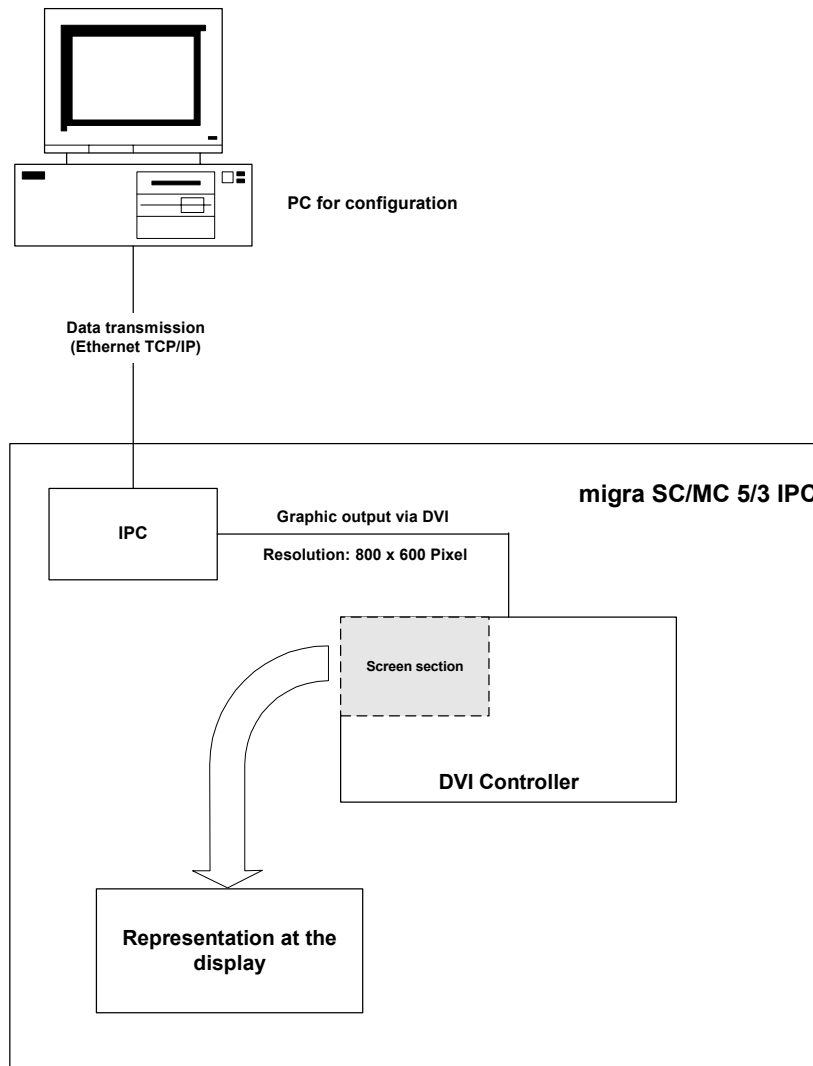 PC for configuration
Data transmission
(Ethernet TCP/IP)
migra SC/MC 5/3 IPC
IPC
Graphic output via DVI
Resolution: 800 x 600 Pixel
Screen section
DVI Controller
Representation at the
display